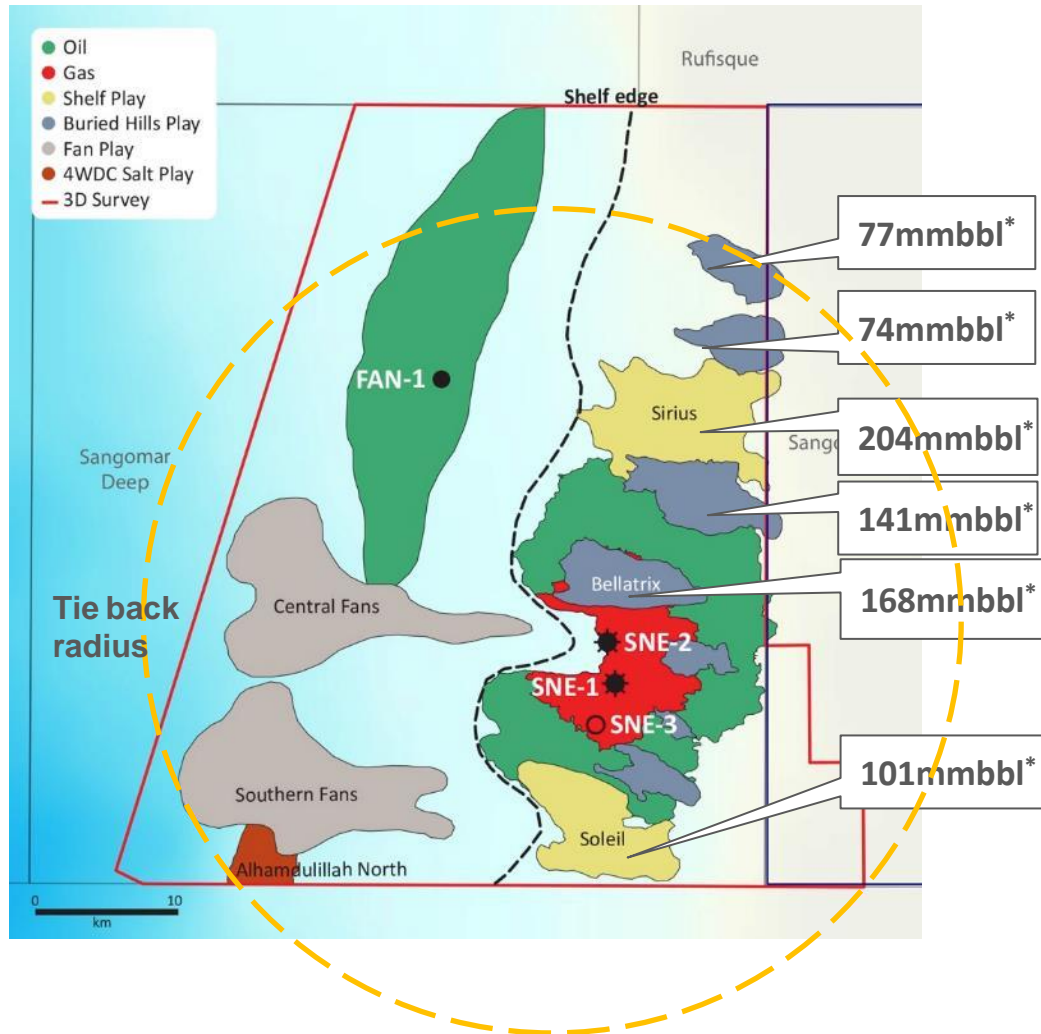 Oil
Gas
Shelf Play
Buried Hills Play
Fan Play
4WDC Salt Play
3D Survey
Rufisque
Shelf edge
77mmbbl*
74mmbbl*
FAN-1
Sirius
204mmbbl*
Sangomar
Deep
Sango
141mmbbl*
Bellatrix
168mmbbl*
Tie back
radius
Central Fans
SNE-2
SNE-1
SNE-3
101mmbbl*
Southern Fans
Soleil
Alhamdulillah North
0 10
km